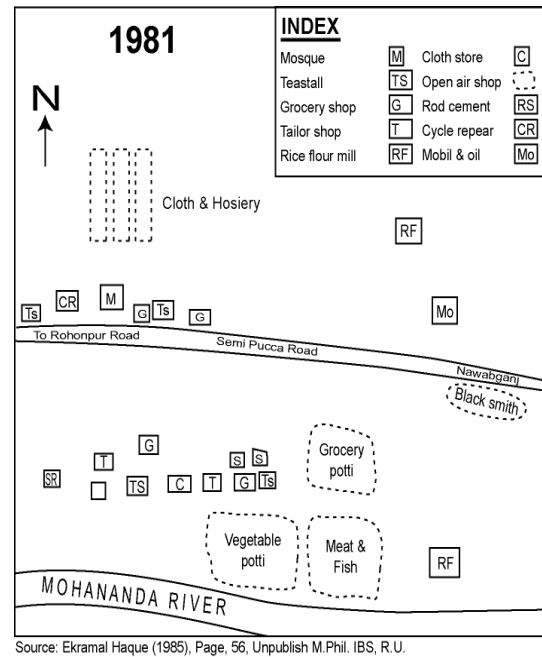 1981
INDEX
Mosque M Cloth store C
Teastall TS Open air shop
Grocery shop G Rod cement RS
Tailor shop T Cycle repear CR
Rice flour mill RF Mobil & oil Mo
N
Cloth & Hosiery
RF
Ts CR M G Ts G
Mo
To Rohonpur Road
Semi Pucca Road
Nawabganj
Black smith
G
T
S S
Grocery
potti
SR TS C T G Ts
Vegetable
potti
Meat &
Fish
RF
MOHANANDA RIVER
Source: Ekramal Haque (1985), Page, 56, Unpublish M.Phil. IBS, R.U.